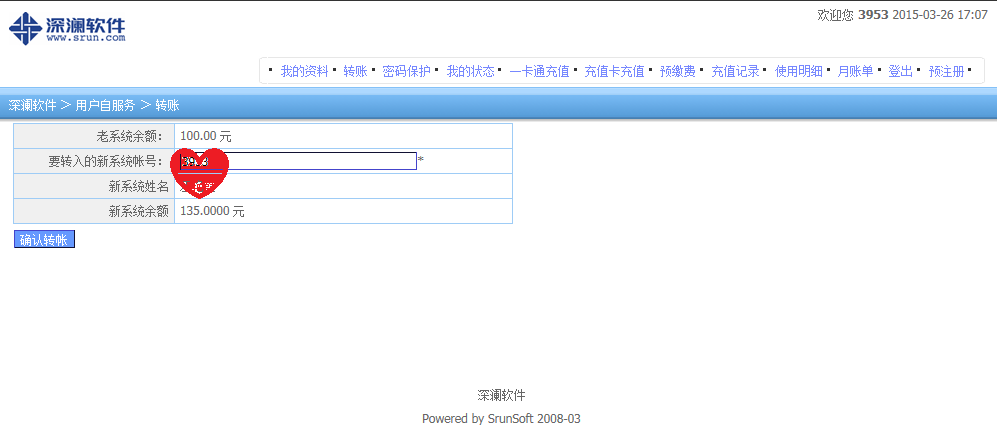 深澜软件
www.srun.com
欢迎您 3953 2015-03-26 17:07
我的资料 转账 密码保护 我的状态 一卡通充值 充值卡充值 预缴费 充值记录 使用明细 月账单 登出 预注册
深澜软件 > 用户自服务 > 转账
老系统余额： 100.00 元
要转入的新系统帐号： *
新系统姓名
新系统余额 135.0000 元
确认转帐
深澜软件
Powered by SrunSoft 2008-03